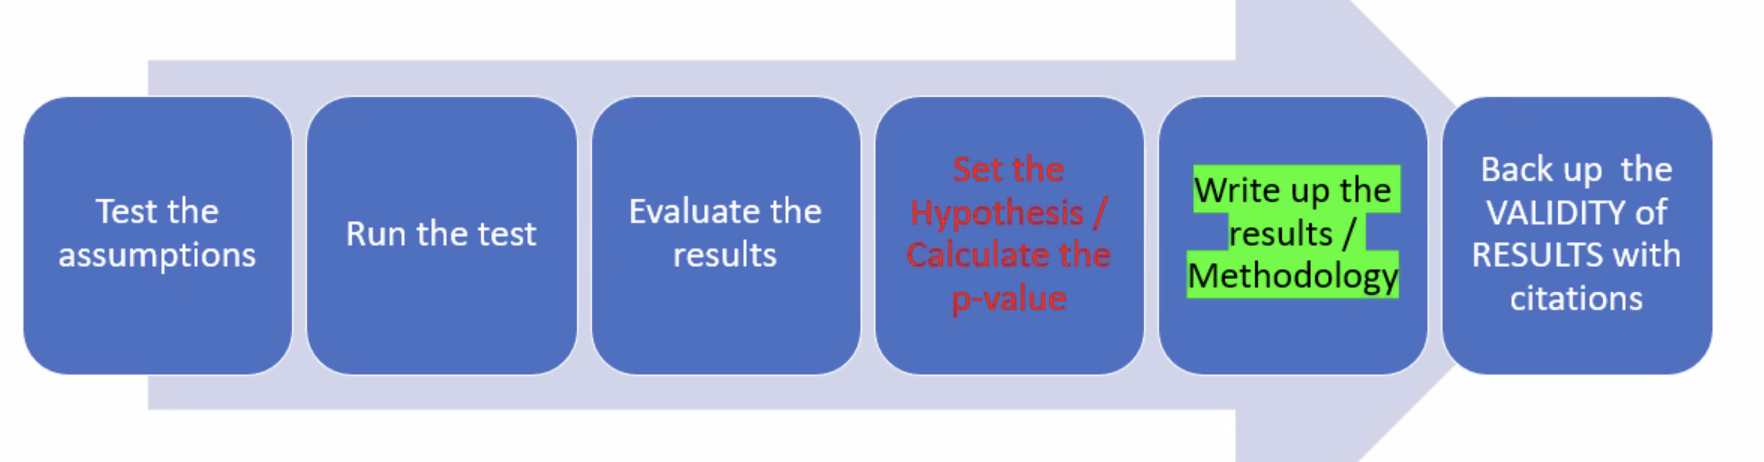 Test the
assumptions
Run the test
Evaluate the
results
Set the
Hypothesis /
Calculate the
p-value
Write up the
results /
Methodology
Back up  the
VALIDITY of
RESULTS with
citations